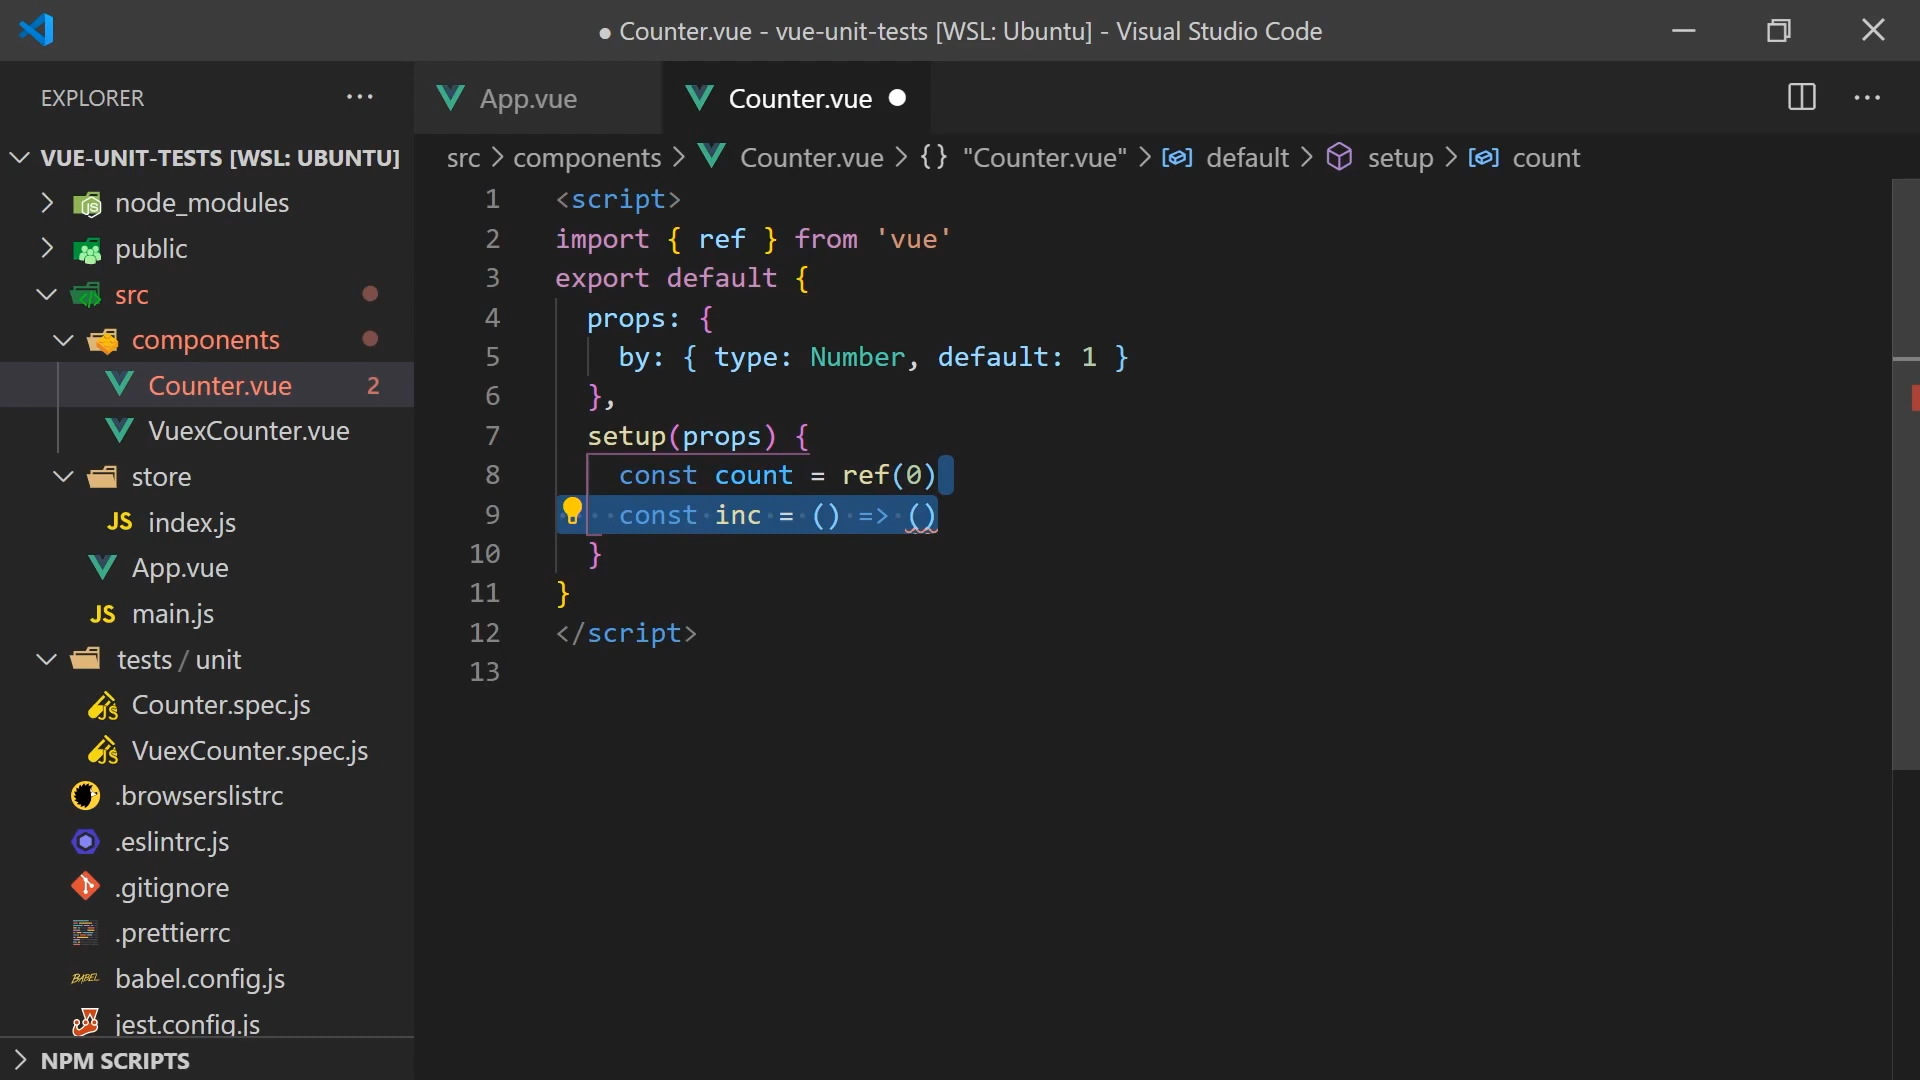 ● Counter.vue - vue-unit-tests [WSL: Ubuntu] - Visual Studio Code
EXPLORER
VUE-UNIT-TESTS [WSL: UBUNTU]
node_modules
public
src
components
Counter.vue 2
VuexCounter.vue
store
JS index.js
App.vue
JS main.js
tests / unit
Counter.spec.js
VuexCounter.spec.js
.browserslistrc
.eslintrc.js
.gitignore
.prettierrc
BABEL babel.config.js
jest.config.js
NPM SCRIPTS
App.vue
Counter.vue
src > components > Counter.vue > {} "Counter.vue" > default > setup > count
1 <script>
2 import { ref } from 'vue'
3 export default {
4 props: {
5 by: { type: Number, default: 1 }
6 },
7 setup(props) {
8 const count = ref(0)
9 const inc = () => ()
10 }
11 }
12 </script>
13